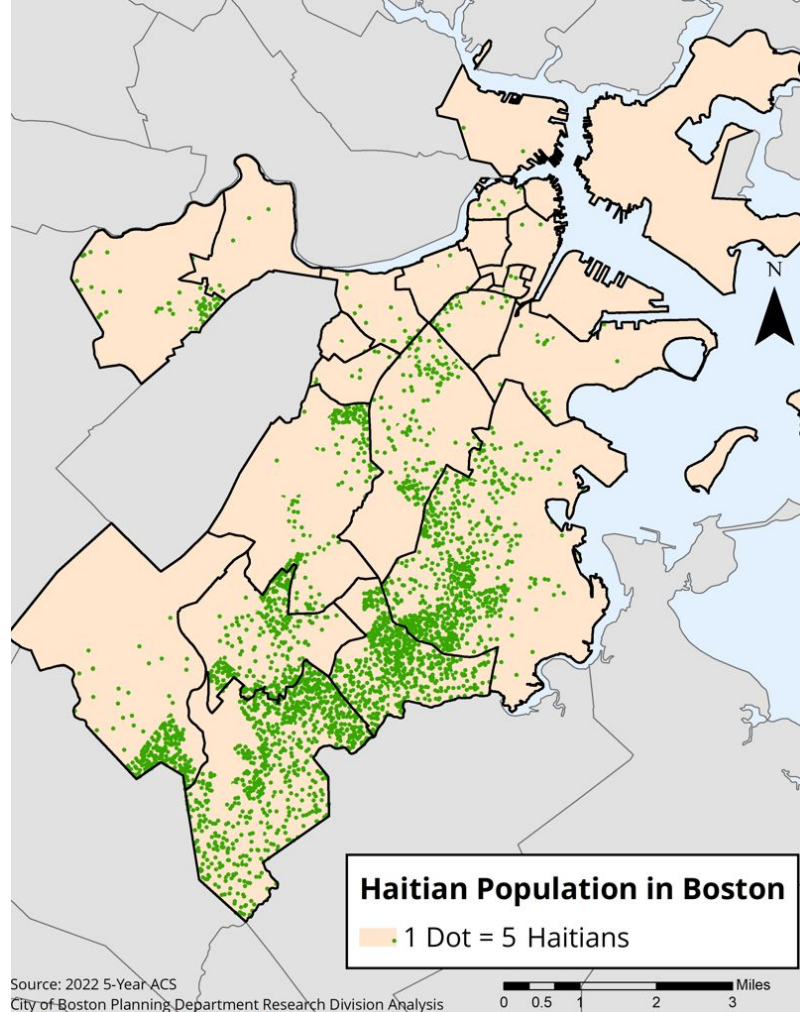 N
Haitian Population in Boston
1 Dot = 5 Haitians
Source: 2022 5-Year ACS
City of Boston Planning Department Research Division Analysis
Miles
0 0.5 1 2 3